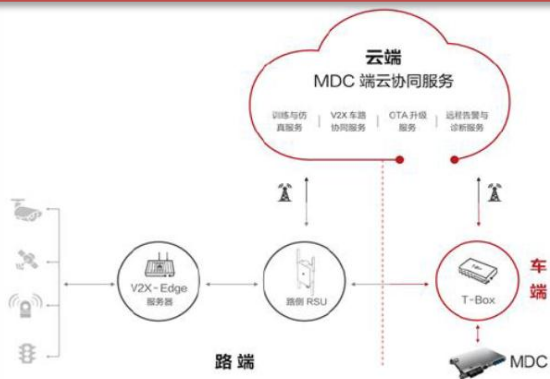 云端
MDC 端云协同服务
训练与仿
真服务
V2X 车路
协同服务
OTA 升级
服务
远程告警与
诊断服务
V2X-Edge
服务器
路侧 RSU
T-Box
车
端
路端
MDC